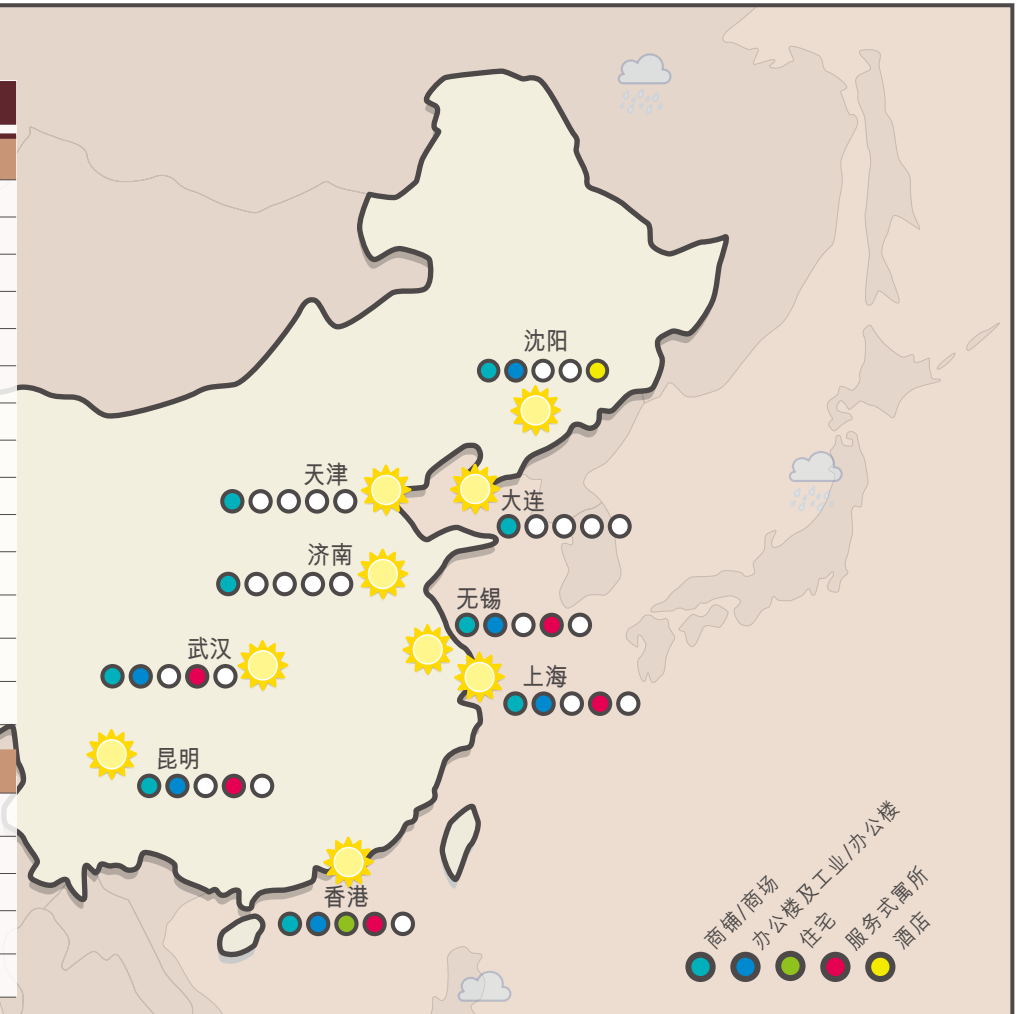 沈阳
天津
大连
济南
无锡
武汉
上海
昆明
香港
商铺/商场
办公楼及工业/办公楼
住宅
服务式寓所
酒店